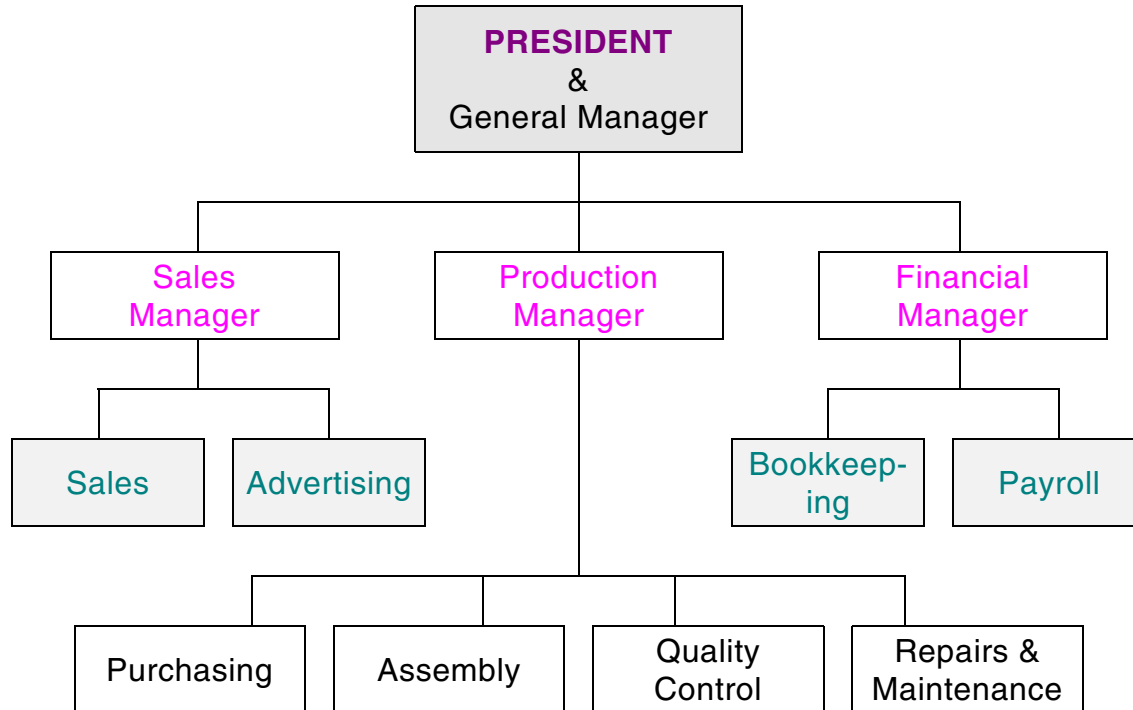 PRESIDENT
&
General Manager
Sales
Manager
Production
Manager
Financial
Manager
Sales
Advertising
Bookkeep-
ing
Payroll
Purchasing
Assembly
Quality
Control
Repairs &
Maintenance